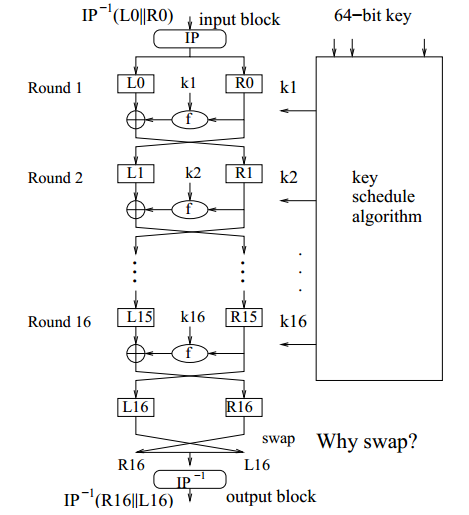 IP⁻¹(L0||R0) input block 64−bit key
IP
Round 1 L0 k1 R0 k1
f
Round 2 L1 k2 R1 k2
f
key
schedule
algorithm
Round 16 L15 k16 R15 k16
f
L16 R16
swap Why swap?
R16 L16
IP⁻¹
IP⁻¹(R16||L16) output block